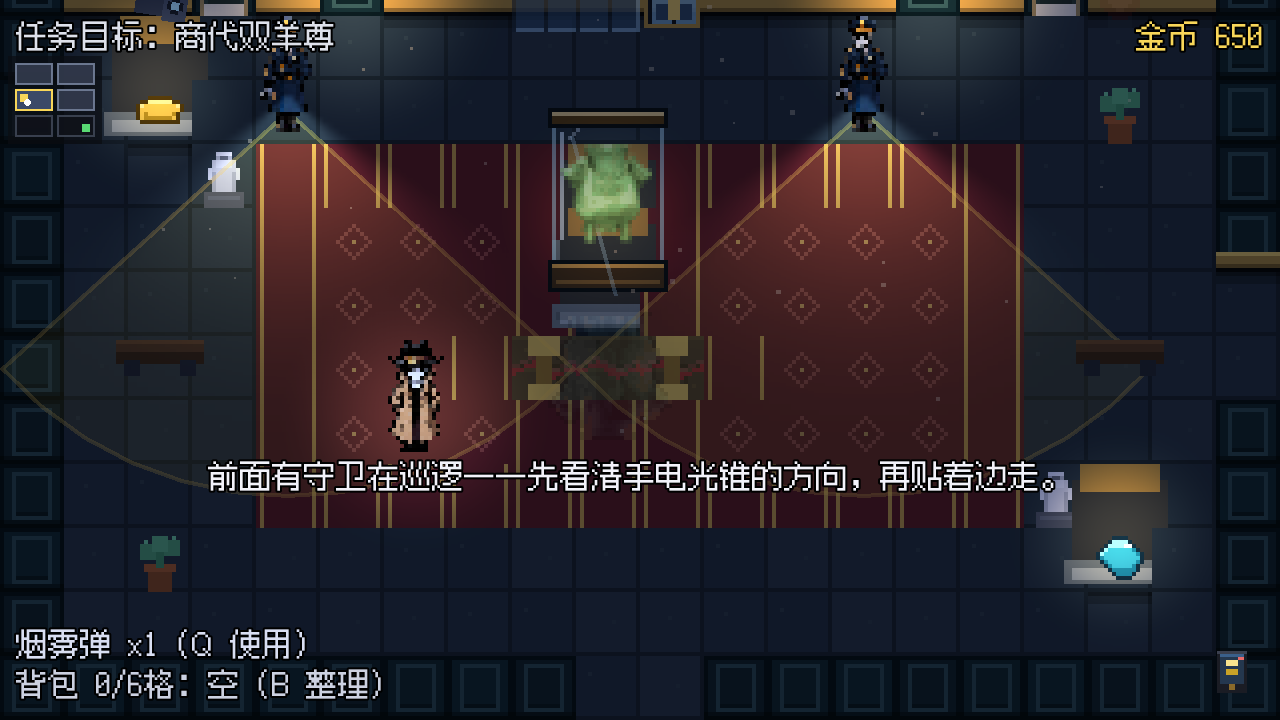 任务目标：商代双羊尊
金币 650
前面有守卫在巡逻——先看清手电光锥的方向，再贴着边走。
烟雾弹 x1（Q 使用）
背包 0/6格：空（B 整理）